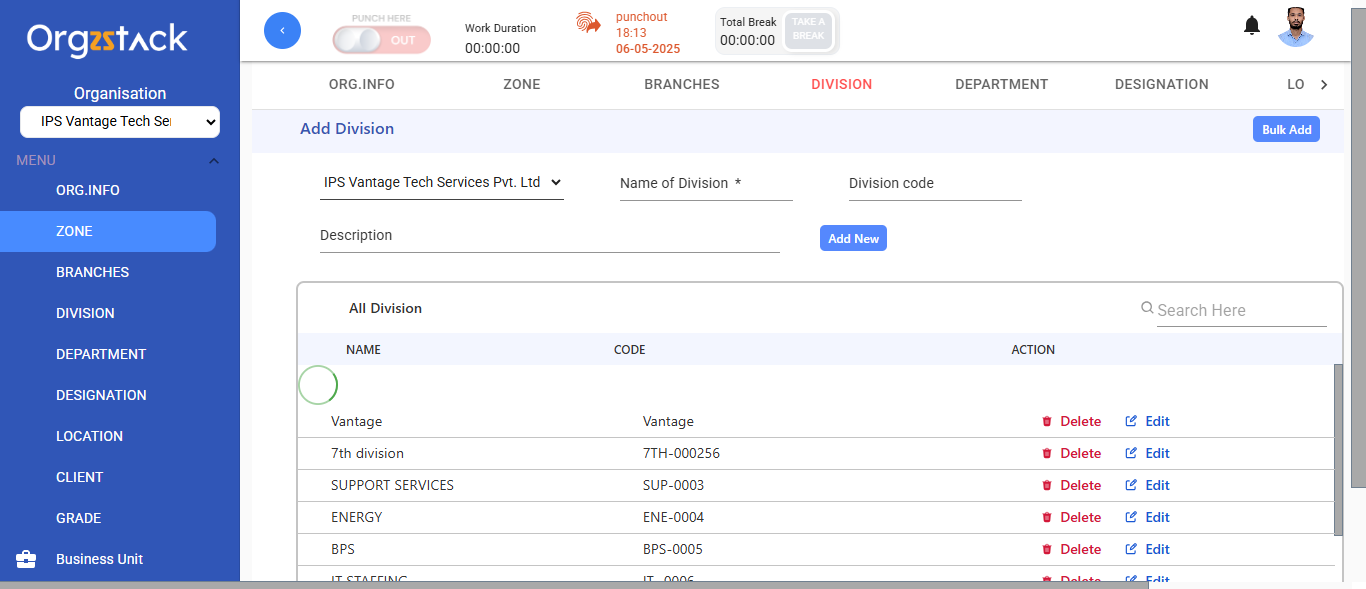 Orgzstack
Organisation
IPS Vantage Tech Ser
MENU
ORG.INFO
ZONE
BRANCHES
DIVISION
DEPARTMENT
DESIGNATION
LOCATION
CLIENT
GRADE
Business Unit
PUNCH HERE
OUT
Work Duration
00:00:00
punchout
18:13
06-05-2025
Total Break
00:00:00
TAKE A
BREAK
ORG.INFO ZONE BRANCHES DIVISION DEPARTMENT DESIGNATION LO
Add Division Bulk Add
IPS Vantage Tech Services Pvt. Ltd Name of Division * Division code
Description Add New
All Division Search Here
NAME CODE ACTION
Vantage Vantage Delete Edit
7th division 7TH-000256 Delete Edit
SUPPORT SERVICES SUP-0003 Delete Edit
ENERGY ENE-0004 Delete Edit
BPS BPS-0005 Delete Edit
IT STAFFING IT -0006 Delete Edit